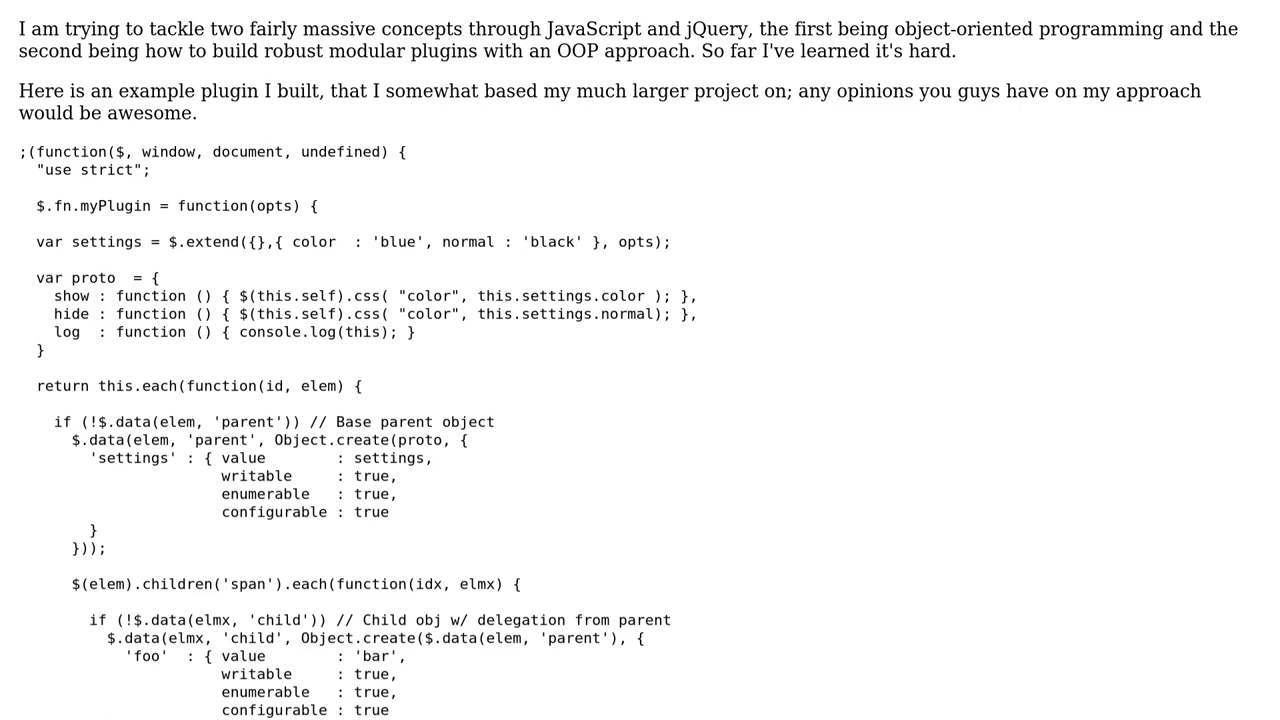 I am trying to tackle two fairly massive concepts through JavaScript and jQuery, the first being object-oriented programming and the
second being how to build robust modular plugins with an OOP approach. So far I've learned it's hard.
Here is an example plugin I built, that I somewhat based my much larger project on; any opinions you guys have on my approach
would be awesome.
;(function($, window, document, undefined) {
  "use strict";
  $.fn.myPlugin = function(opts) {
  var settings = $.extend({},{ color  : 'blue', normal : 'black' }, opts);
  var proto  = {
    show : function () { $(this.self).css( "color", this.settings.color ); },
    hide : function () { $(this.self).css( "color", this.settings.normal); },
    log  : function () { console.log(this); }
  }
  return this.each(function(id, elem) {
    if (!$.data(elem, 'parent')) // Base parent object
      $.data(elem, 'parent', Object.create(proto, {
        'settings' : { value        : settings,
                       writable     : true,
                       enumerable   : true,
                       configurable : true
        }
      }));
      $(elem).children('span').each(function(idx, elmx) {
        if (!$.data(elmx, 'child')) // Child obj w/ delegation from parent
          $.data(elmx, 'child', Object.create($.data(elem, 'parent'), {
            'foo'  : { value        : 'bar',
                       writable     : true,
                       enumerable   : true,
                       configurable : true